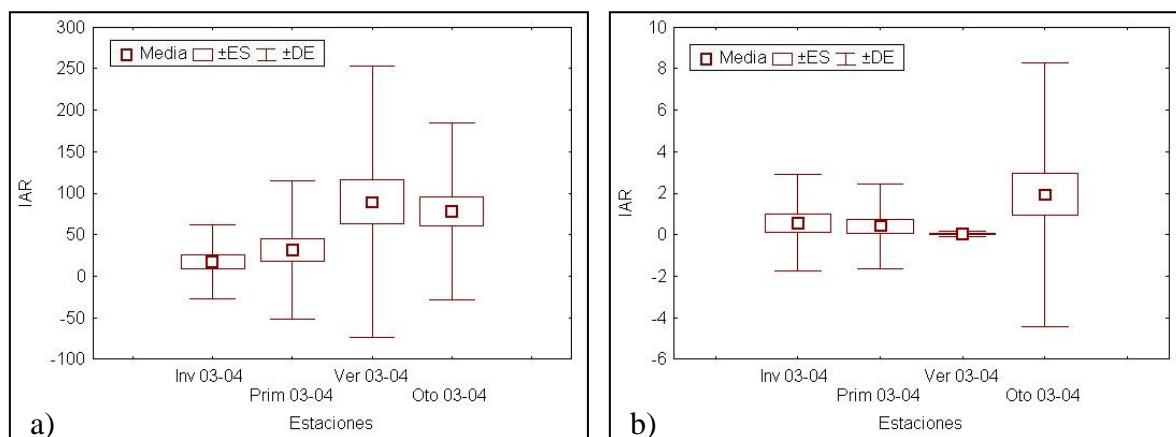 300
250
200
150
100
50
0
-50
-100
IAR
Media ±ES ±DE
Inv 03-04 Ver 03-04
Prim 03-04 Oto 03-04
Estaciones
a)
10
8
6
4
2
0
-2
-4
-6
IAR
Media ±ES ±DE
Inv 03-04 Ver 03-04
Prim 03-04 Oto 03-04
Estaciones
b)